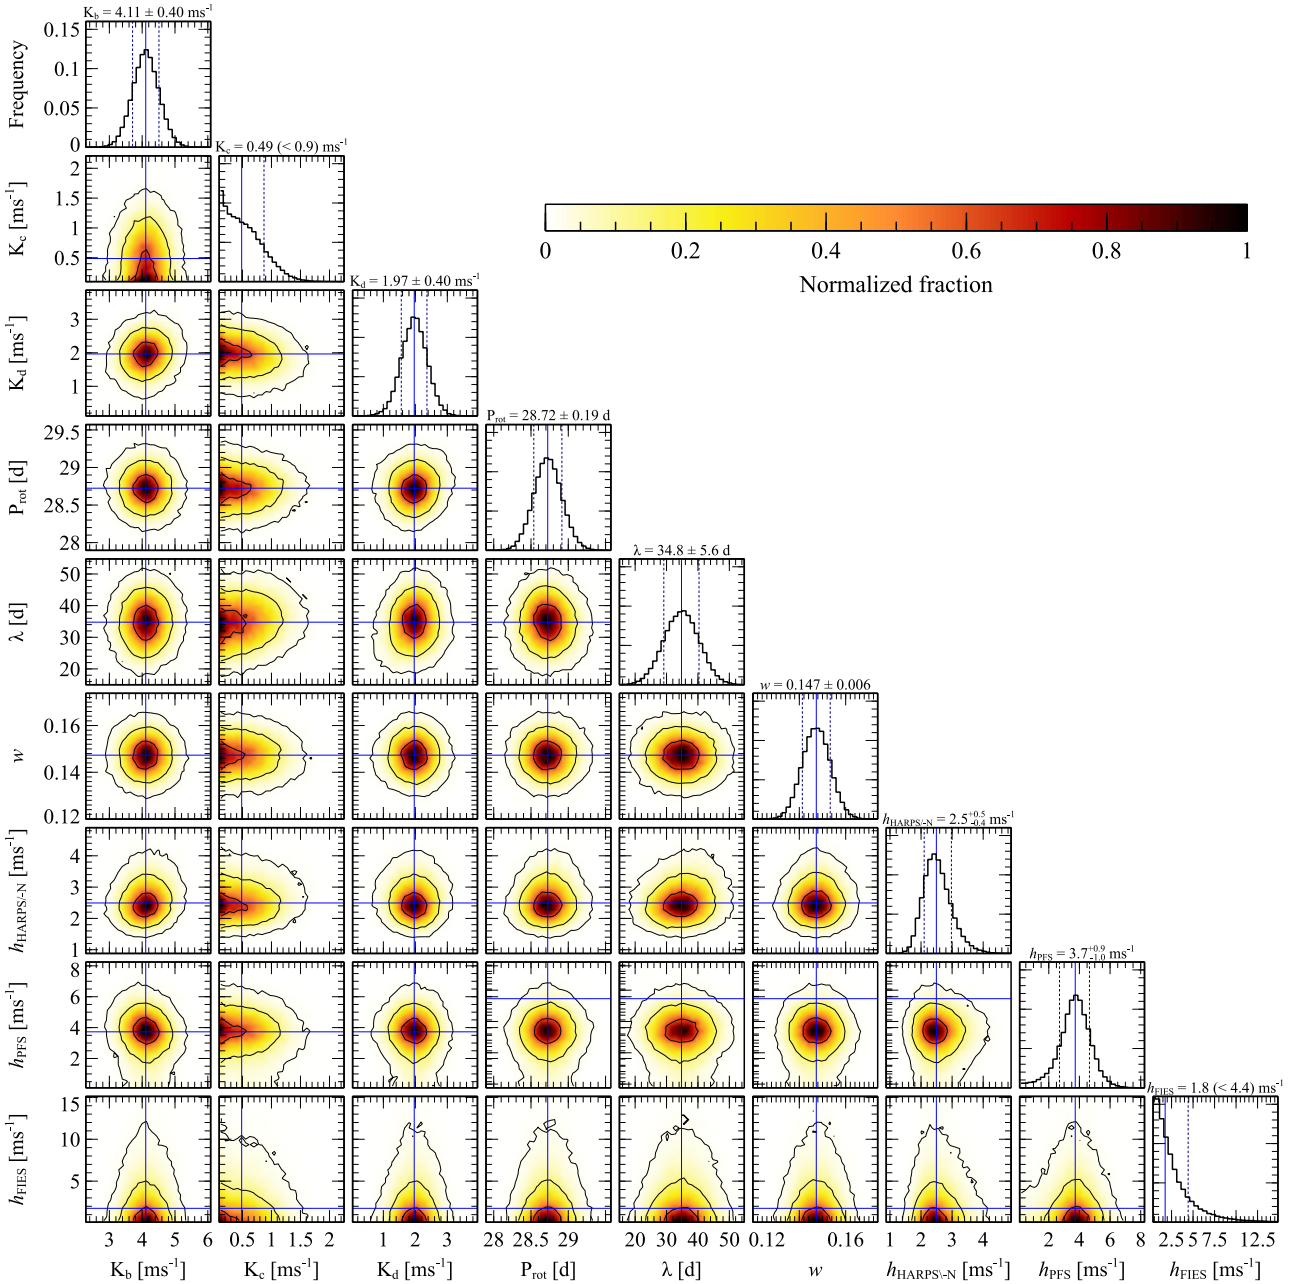 K_b = 4.11 ± 0.40 ms^-1
0.15
0.1
0.05
0
Frequency
K_c = 0.49 (< 0.9) ms^-1
2
1.5
1
0.5
K_c [ms^-1]
0 0.2 0.4 0.6 0.8 1
Normalized fraction
K_d = 1.97 ± 0.40 ms^-1
3
2
1
K_d [ms^-1]
P_rot = 28.72 ± 0.19 d
29.5
29
28.5
28
P_rot [d]
λ = 34.8 ± 5.6 d
50
40
30
20
λ [d]
w = 0.147 ± 0.006
0.16
0.14
0.12
w
h_HARPS/-N = 2.5^+0.5_-0.4 ms^-1
4
3
2
1
h_HARPS/-N [ms^-1]
h_PFS = 3.7^+0.9_-1.0 ms^-1
8
6
4
2
h_PFS [ms^-1]
h_FIES = 1.8 (< 4.4) ms^-1
15
10
5
h_FIES [ms^-1]
3 4 5 6 0.5 1 1.5 2 1 2 3 28 28.5 29 20 30 40 50 0.12 0.16 1 2 3 4 2 4 6 8 2.5 5 7.5 12.5
K_b [ms^-1] K_c [ms^-1] K_d [ms^-1] P_rot [d] λ [d] w h_HARPS\-N [ms^-1] h_PFS [ms^-1] h_FIES [ms^-1]